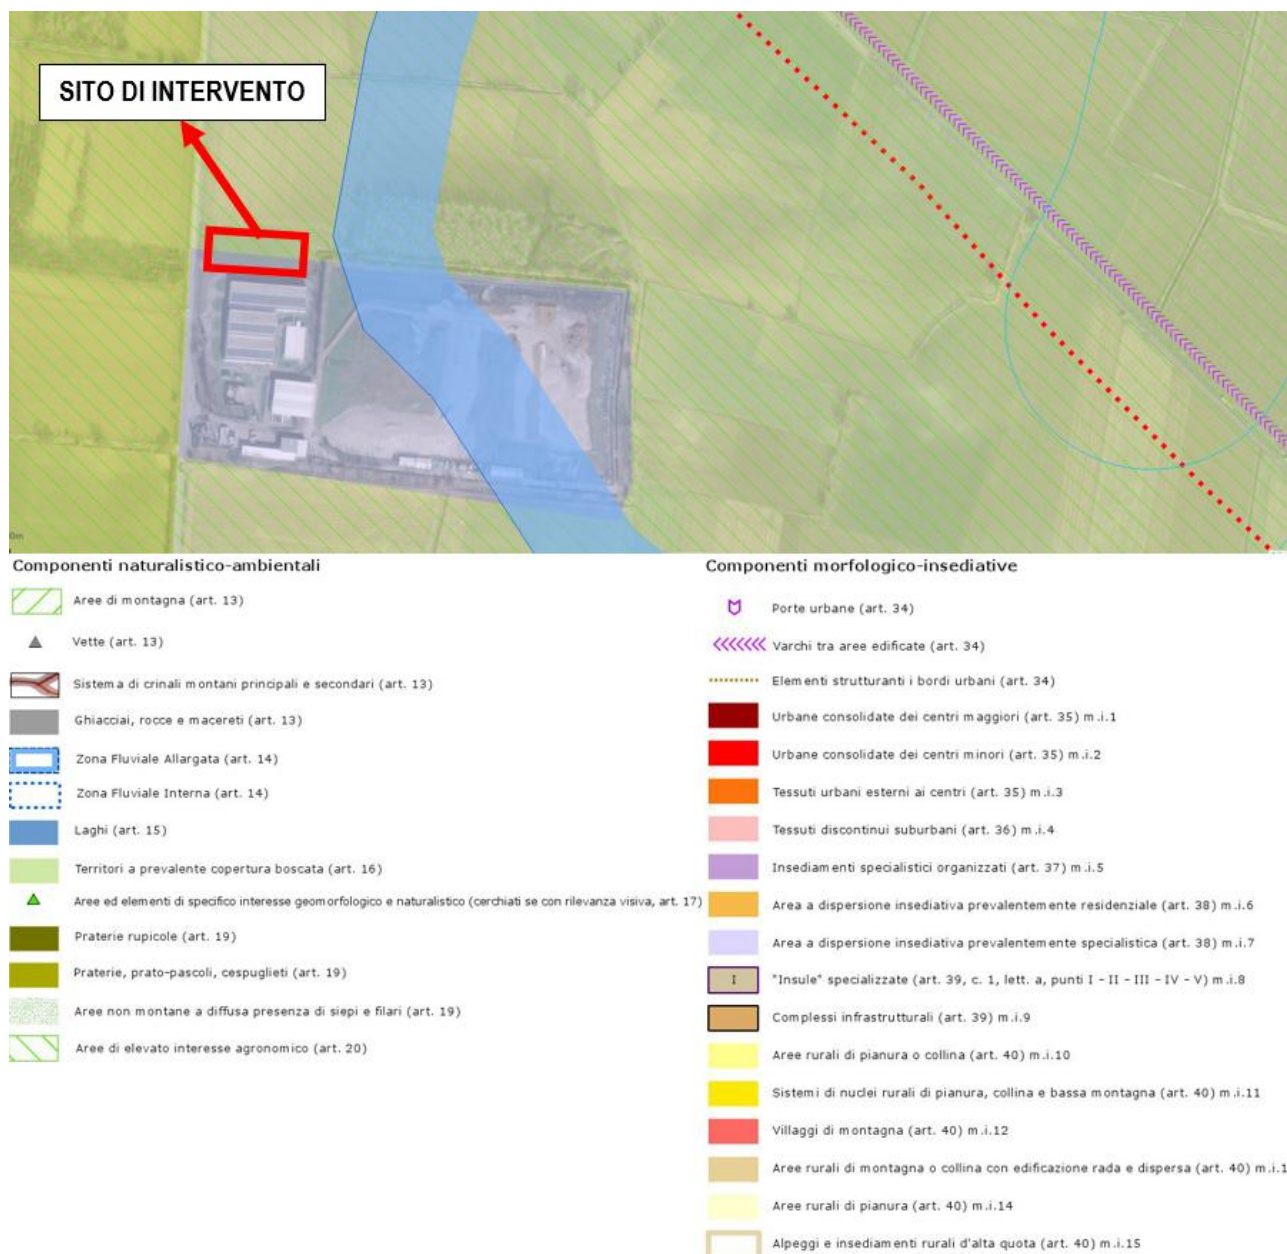 SITO DI INTERVENTO
0m
Componenti naturalistico-ambientali
Aree di montagna (art. 13)
Vette (art. 13)
Sistema di crinali montani principali e secondari (art. 13)
Ghiacciai, rocce e macereti (art. 13)
Zona Fluviale Allargata (art. 14)
Zona Fluviale Interna (art. 14)
Laghi (art. 15)
Territori a prevalente copertura boscata (art. 16)
Aree ed elementi di specifico interesse geomorfologico e naturalistico (cerchiati se con rilevanza visiva, art. 17)
Praterie rupicole (art. 19)
Praterie, prato-pascoli, cespuglieti (art. 19)
Aree non montane a diffusa presenza di siepi e filari (art. 19)
Aree di elevato interesse agronomico (art. 20)
Componenti morfologico-insediative
Porte urbane (art. 34)
Varchi tra aree edificate (art. 34)
Elementi strutturanti i bordi urbani (art. 34)
Urbane consolidate dei centri maggiori (art. 35) m.i.1
Urbane consolidate dei centri minori (art. 35) m.i.2
Tessuti urbani esterni ai centri (art. 35) m.i.3
Tessuti discontinui suburbani (art. 36) m.i.4
Insediamenti specialistici organizzati (art. 37) m.i.5
Area a dispersione insediativa prevalentemente residenziale (art. 38) m.i.6
Area a dispersione insediativa prevalentemente specialistica (art. 38) m.i.7
I "Insule" specializzate (art. 39, c. 1, lett. a, punti I - II - III - IV - V) m.i.8
Complessi infrastrutturali (art. 39) m.i.9
Aree rurali di pianura o collina (art. 40) m.i.10
Sistemi di nuclei rurali di pianura, collina e bassa montagna (art. 40) m.i.11
Villaggi di montagna (art. 40) m.i.12
Aree rurali di montagna o collina con edificazione rada e dispersa (art. 40) m.i.1
Aree rurali di pianura (art. 40) m.i.14
Alpeggi e insediamenti rurali d'alta quota (art. 40) m.i.15